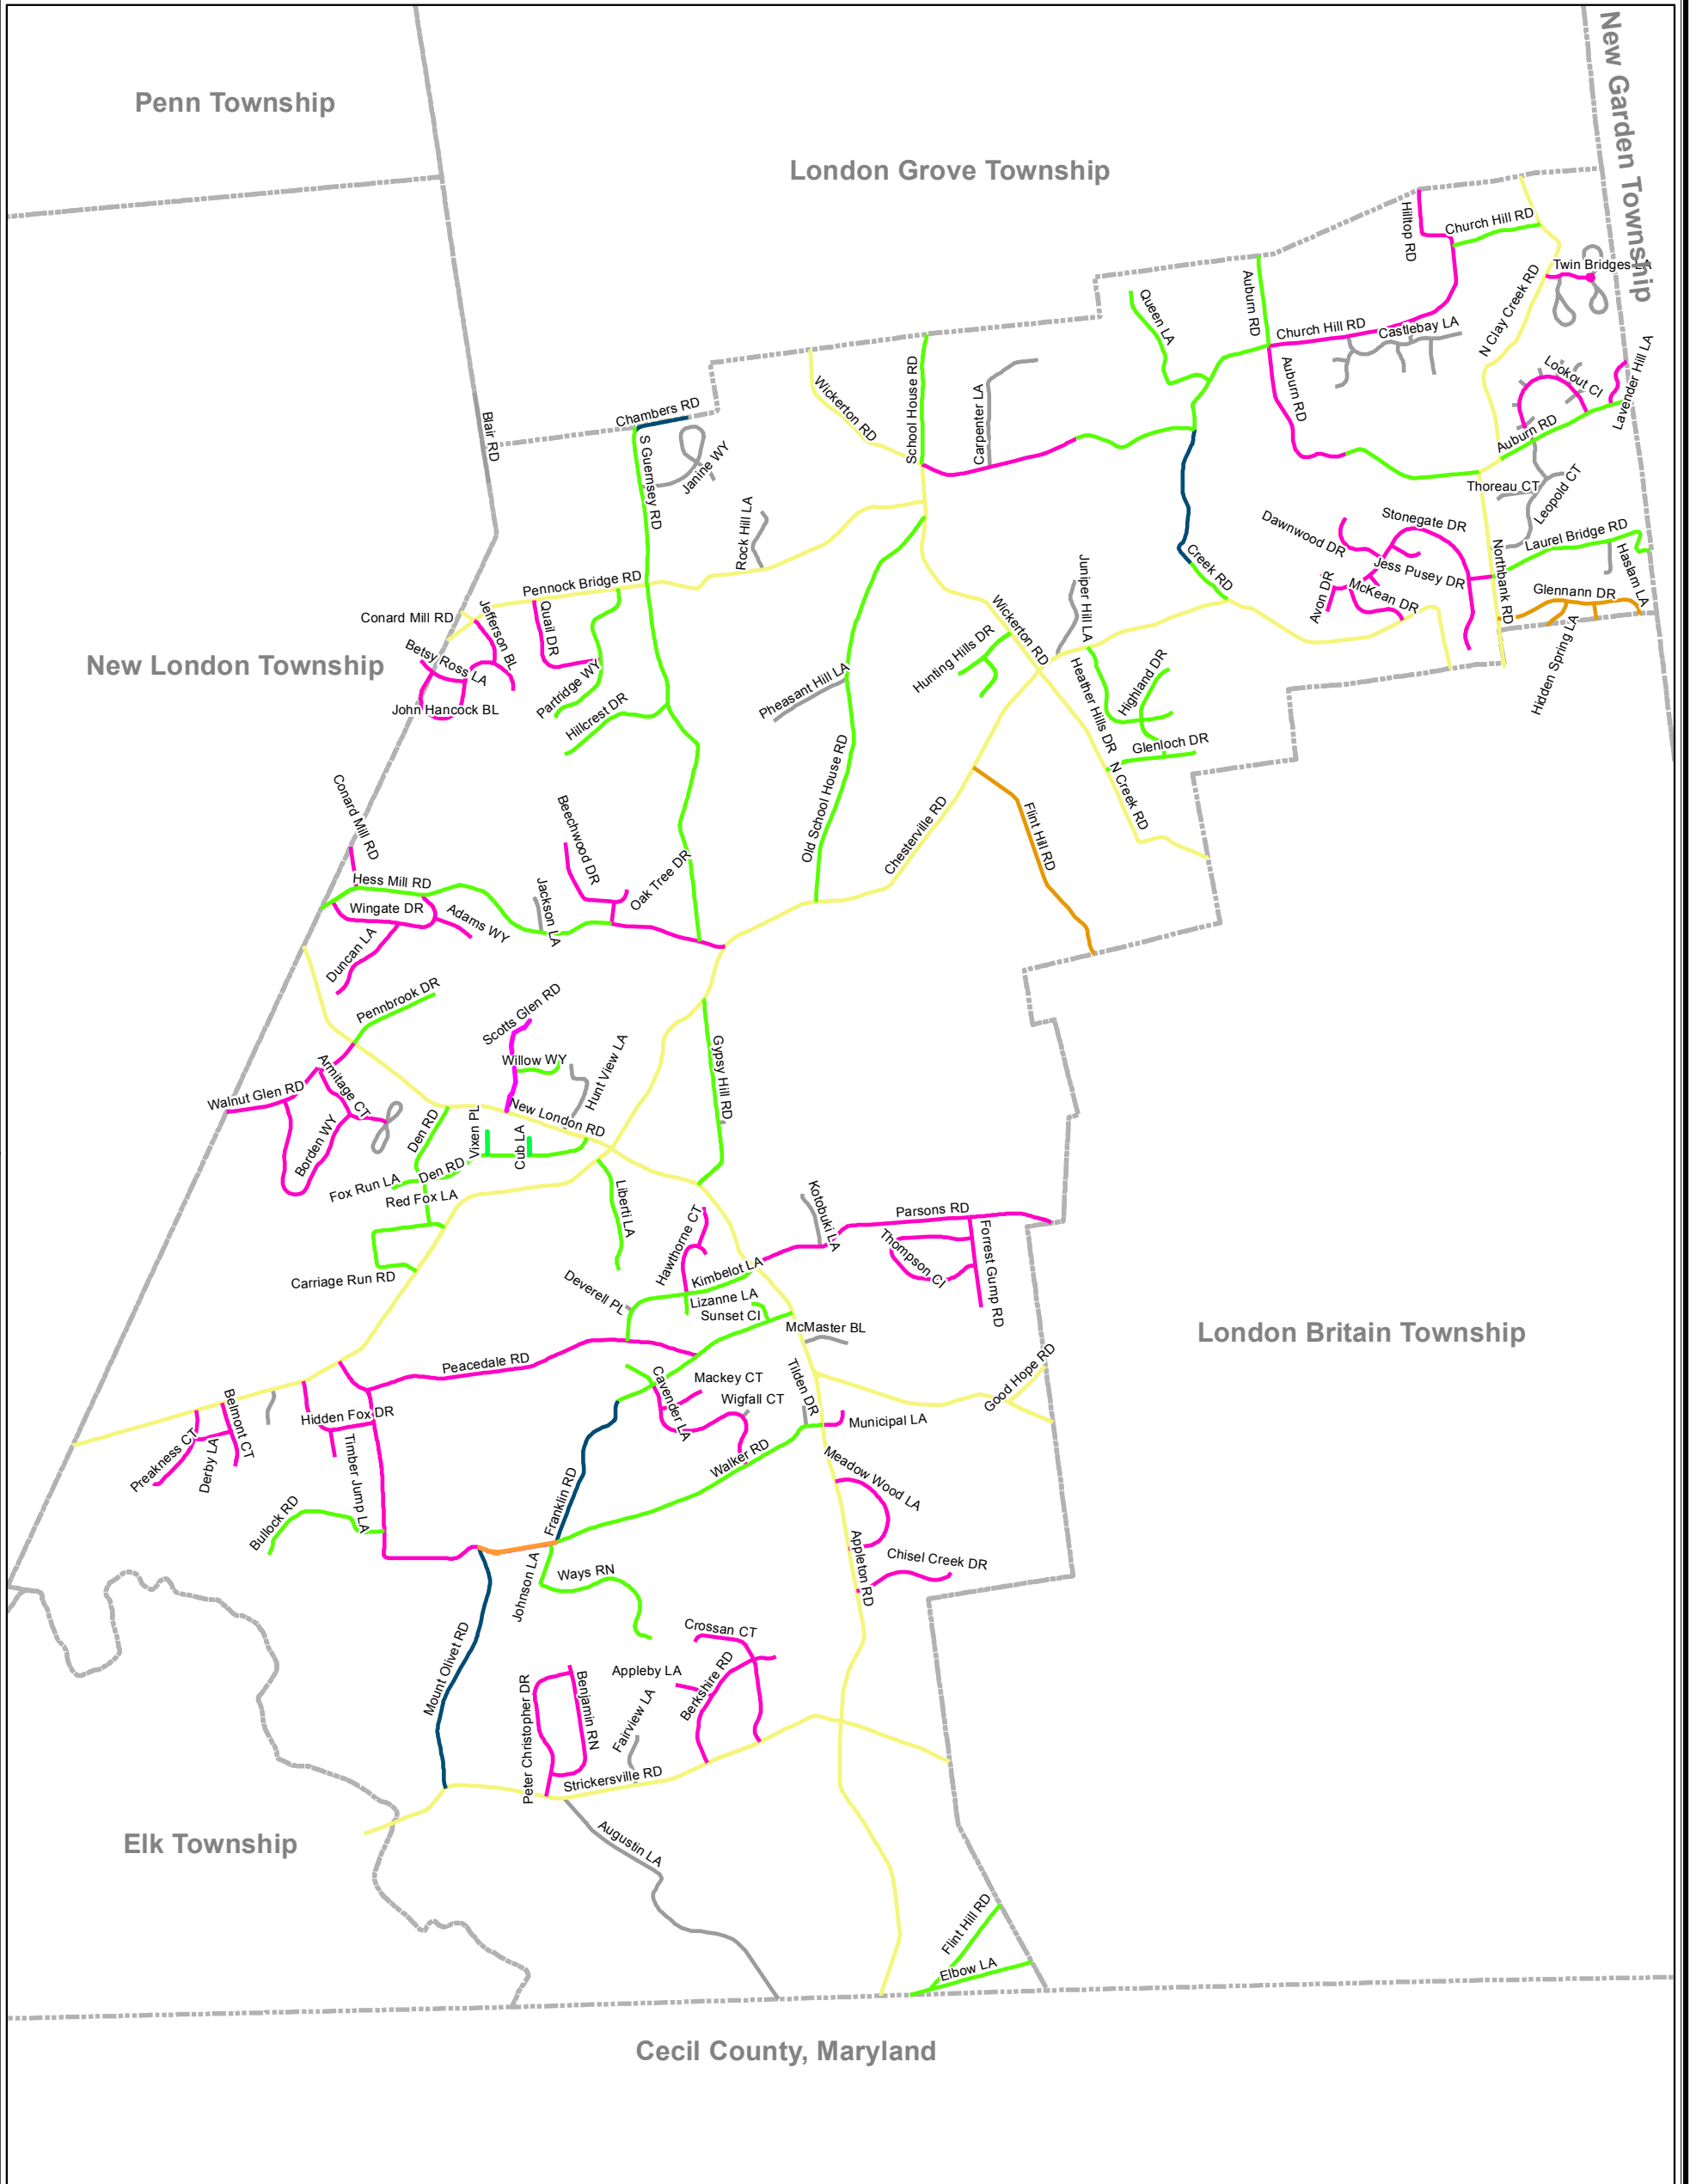 New Garden Township
Penn Township
London Grove Township
Hilltop RD
Church Hill RD
Twin Bridges LA
N Clay Creek RD
Auburn RD
Queen LA
Church Hill RD
Castlebay LA
Lavender Hill LA
Lookout CI
School House RD
Wickerton RD
Auburn RD
Chambers RD
Blair RD
Carpenter LA
Auburn RD
S Guernsey RD
Janine WY
Thoreau CT
Leopold CT
Rock Hill LA
Dawnwood DR
Stonegate DR
Laurel Bridge RD
Creek RD
Northbank RD
Haslam LA
Pennock Bridge RD
Juniper Hill LA
Jess Pusey DR
Avon DR
McKean DR
Glennann DR
Conard Mill RD
Jefferson BL
Quail DR
Wickerton RD
Hunting Hills DR
Hidden Spring LA
New London Township
Betsy Ross LA
Partridge WY
Pheasant Hill LA
Heather Hills DR
Highland DR
John Hancock BL
Hillcrest DR
Glenloch DR
Old School House RD
N Creek RD
Conard Mill RD
Beechwood DR
Chesterville RD
Flint Hill RD
Hess Mill RD
Oak Tree DR
Wingate DR
Jackson LA
Adams WY
Duncan LA
Pennbrook DR
Scotts Glen RD
Willow WY
Hunt View LA
Gypsy Hill RD
Armitage CT
Walnut Glen RD
New London RD
Den RD
Vixen PL
Cub LA
Borden WY
Den RD
Fox Run LA
Red Fox LA
Liberti LA
Kotobuki LA
Parsons RD
Hawthorne CT
Thompson CI
Forrest Gump RD
Carriage Run RD
Kimbelot LA
Deverell PL
Lizanne LA
Sunset CI
McMaster BL
London Britain Township
Peacedale RD
Good Hope RD
Cavender LA
Mackey CT
Tilden DR
Wigfall CT
Belmont CT
Hidden Fox DR
Municipal LA
Preakness CT
Derby LA
Timber Jump LA
Walker RD
Meadow Wood LA
Franklin RD
Bullock RD
Appleton RD
Chisel Creek DR
Johnson LA
Ways RN
Mount Olivet RD
Crossan CT
Appleby LA
Berkshire RD
Peter Christopher DR
Benjamin RN
Fairview LA
Strickersville RD
Elk Township
Augustin LA
Flint Hill RD
Elbow LA
Cecil County, Maryland